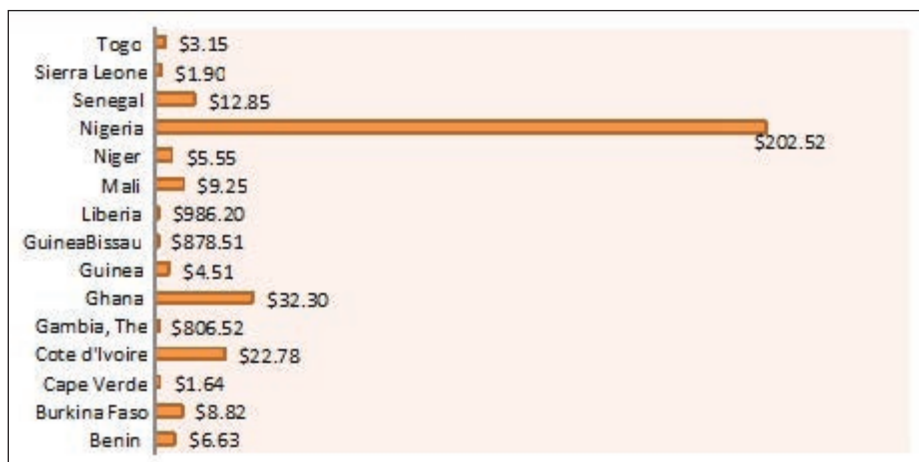 Togo $3.15
Sierra Leone $1.90
Senegal $12.85
Nigeria $202.52
Niger $5.55
Mali $9.25
Liberia $986.20
GuineaBissau $878.51
Guinea $4.51
Ghana $32.30
Gambia, The $806.52
Cote d'Ivoire $22.78
Cape Verde $1.64
Burkina Faso $8.82
Benin $6.63